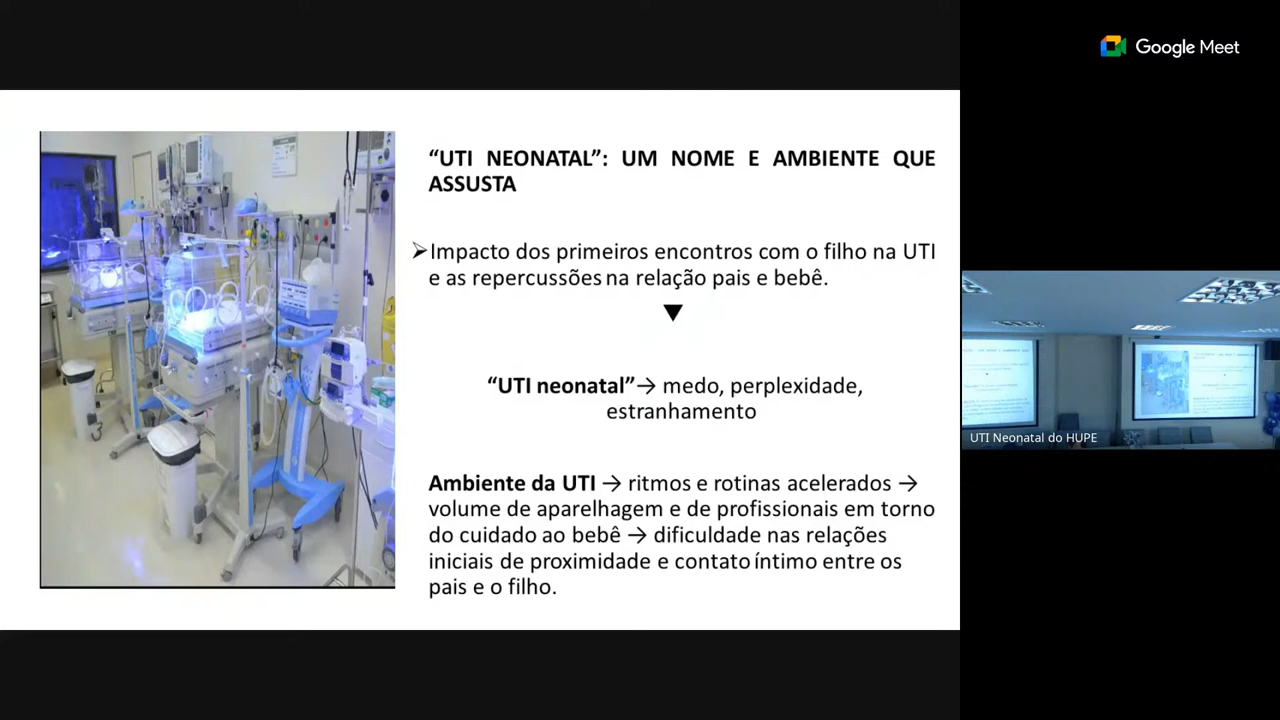 Google Meet
“UTI NEONATAL”: UM NOME E AMBIENTE QUE
ASSUSTA
➢Impacto dos primeiros encontros com o filho na UTI
e as repercussões na relação pais e bebê.
“UTI neonatal”→ medo, perplexidade,
estranhamento
Ambiente da UTI → ritmos e rotinas acelerados →
volume de aparelhagem e de profissionais em torno
do cuidado ao bebê → dificuldade nas relações
iniciais de proximidade e contato íntimo entre os
pais e o filho.
UTI Neonatal do HUPE